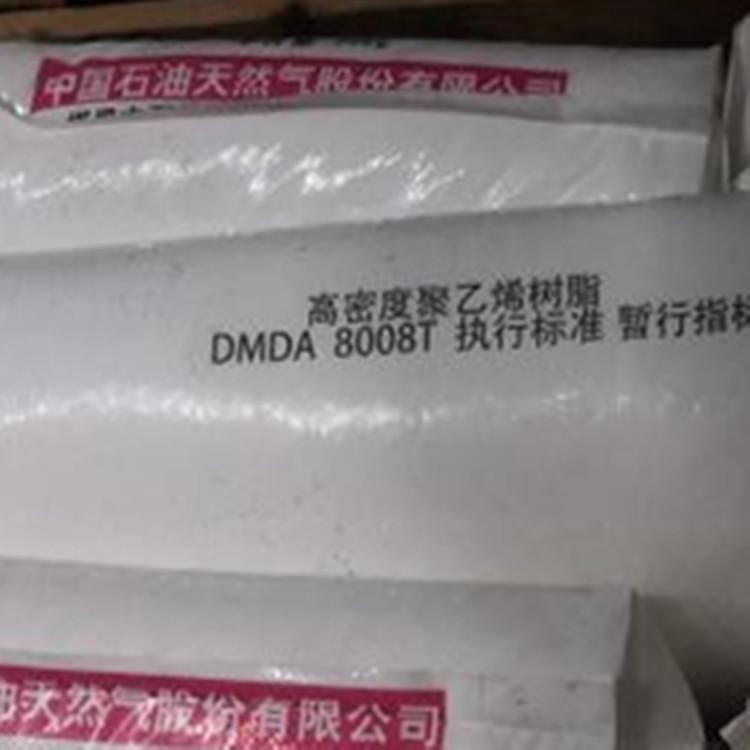 中国石油天然气股份有限公司
高密度聚乙烯树脂
DMDA 8008T 执行标准 暂行指标
油天然气股份有限公司